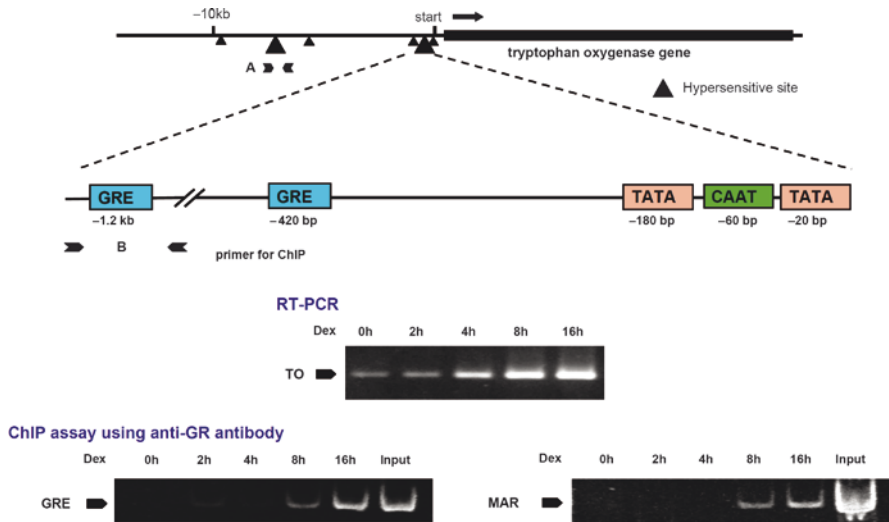 –10kb start
tryptophan oxygenase gene
A
Hypersensitive site
GRE GRE TATA CAAT TATA
–1.2 kb –420 bp –180 bp –60 bp –20 bp
B primer for ChIP
RT-PCR
Dex 0h 2h 4h 8h 16h
TO
ChIP assay using anti-GR antibody
Dex 0h 2h 4h 8h 16h Input
GRE
Dex 0h 2h 4h 8h 16h Input
MAR